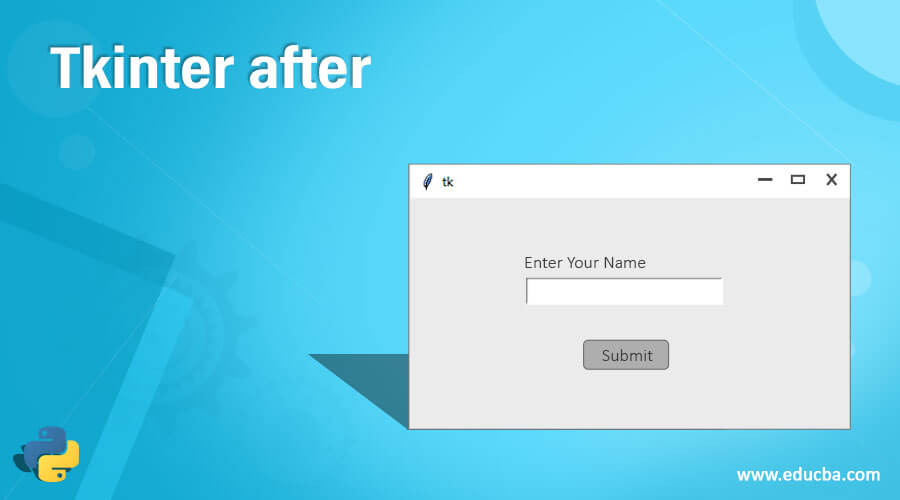 Tkinter after
tk
Enter Your Name
Submit
www.educba.com